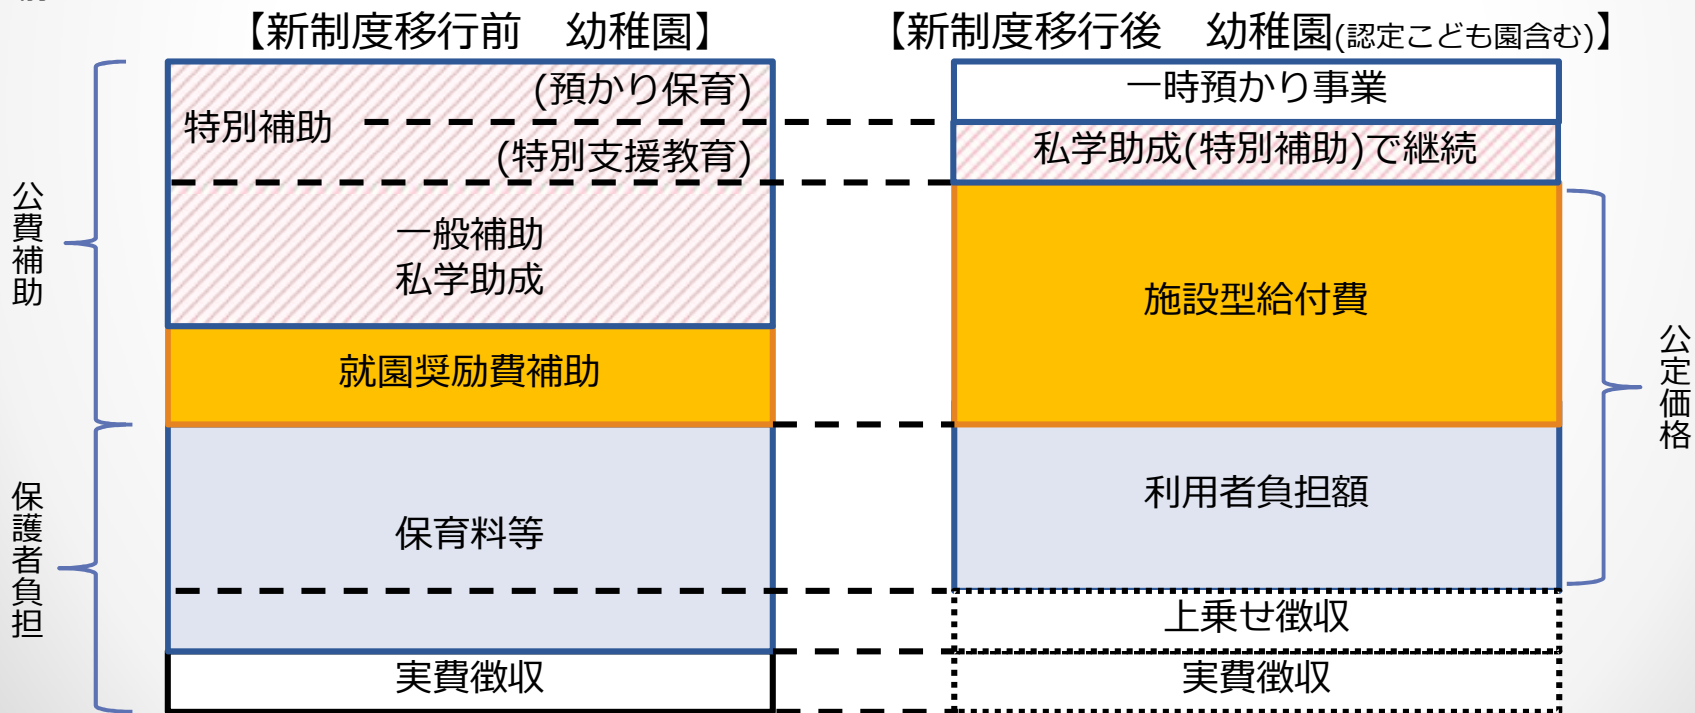 【新制度移行前　幼稚園】
公費補助
保護者負担
特別補助
(預かり保育)
(特別支援教育)
一般補助
私学助成
就園奨励費補助
保育料等
実費徴収
【新制度移行後　幼稚園(認定こども園含む)】
一時預かり事業
私学助成(特別補助)で継続
施設型給付費
利用者負担額
上乗せ徴収
実費徴収
公定価格